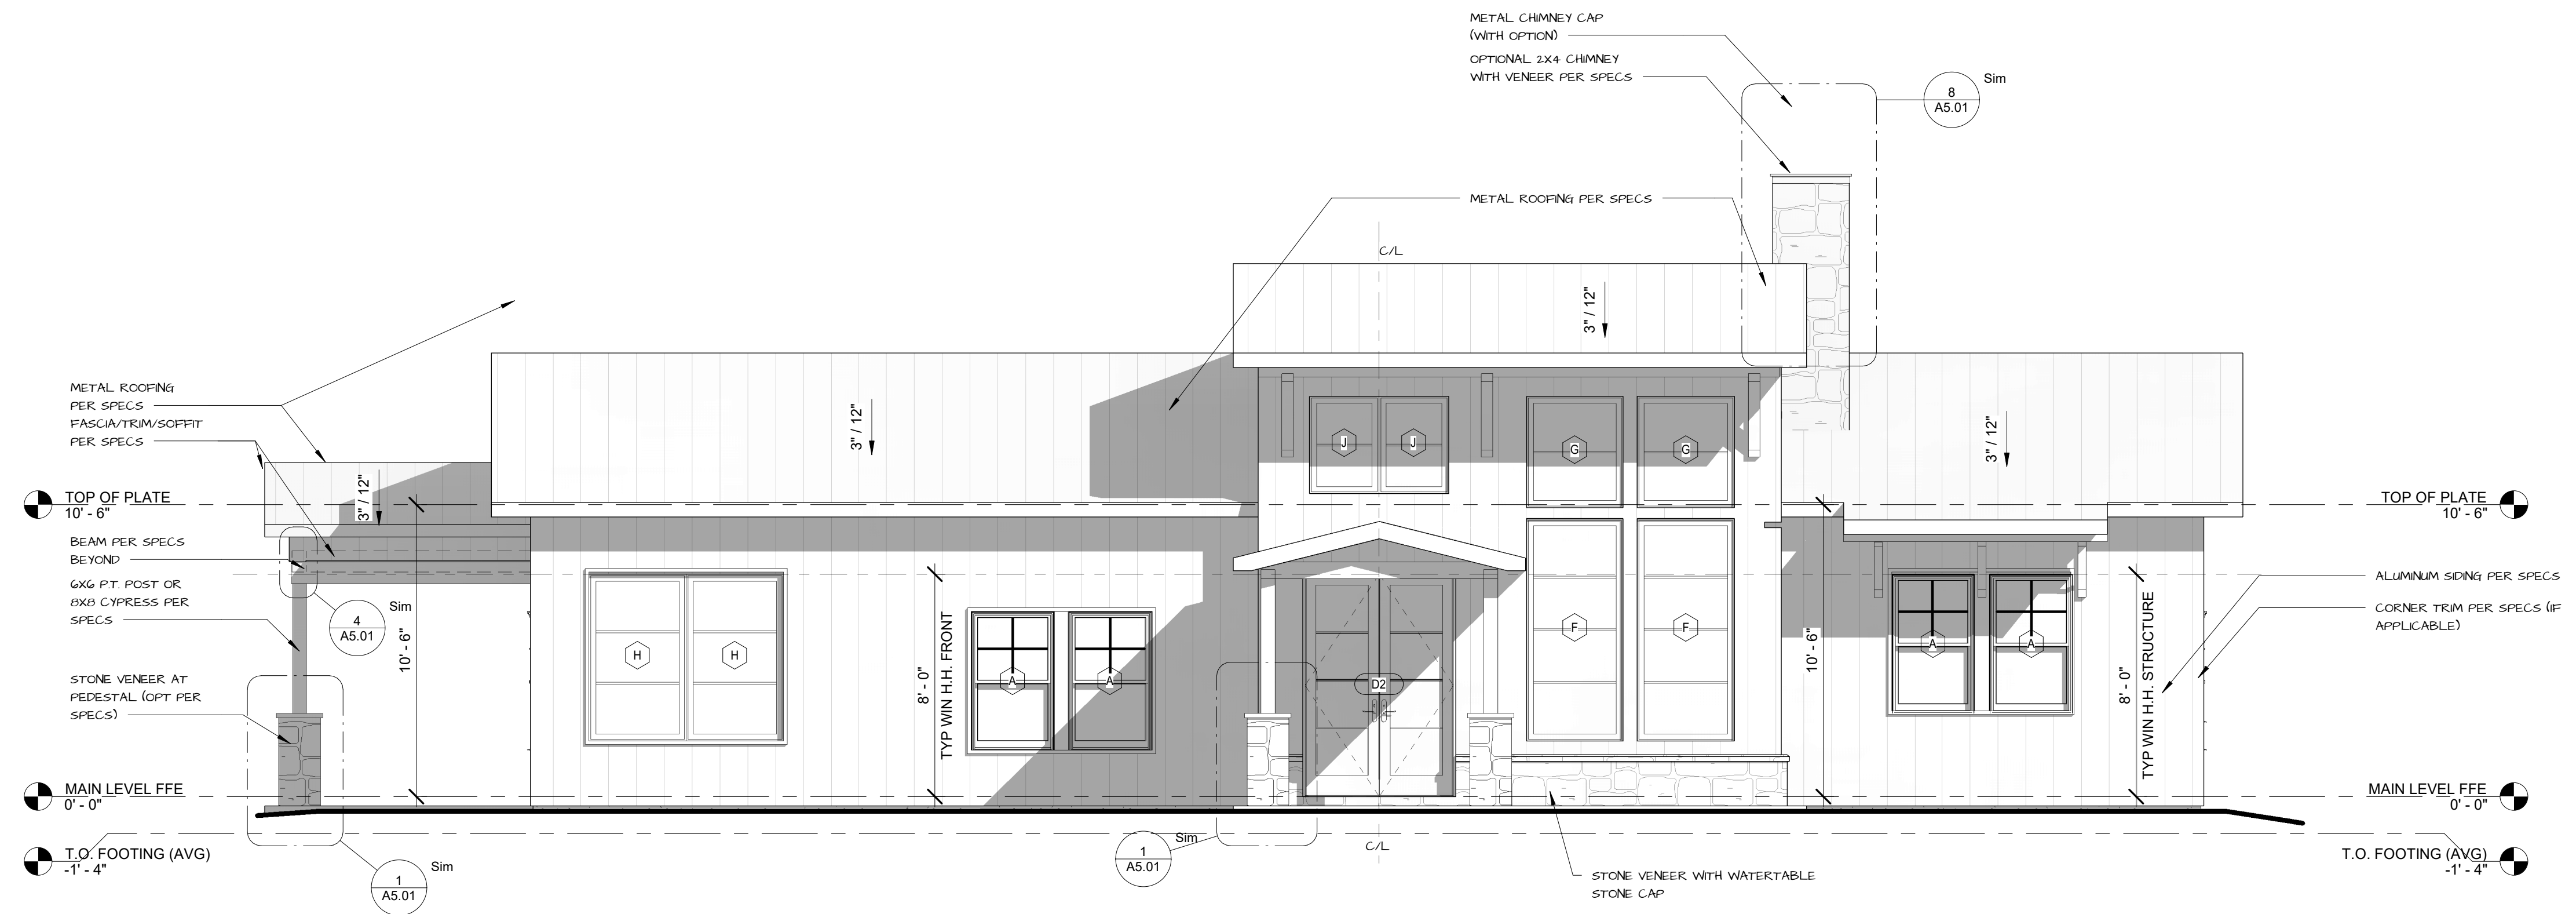 METAL CHIMNEY CAP
(WITH OPTION)
OPTIONAL 2X4 CHIMNEY
WITH VENEER PER SPECS
8
A5.01
Sim
METAL ROOFING PER SPECS
C/L
3" / 12"
3" / 12"
3" / 12"
3" / 12"
METAL ROOFING
PER SPECS
FASCIA/TRIM/SOFFIT
PER SPECS
TOP OF PLATE
10' - 6"
BEAM PER SPECS
BEYOND
6X6 P.T. POST OR
8X8 CYPRESS PER
SPECS
4
A5.01
Sim
10' - 6"
STONE VENEER AT
PEDESTAL (OPT PER
SPECS)
MAIN LEVEL FFE
0' - 0"
T.O. FOOTING (AVG)
-1' - 4"
1
A5.01
Sim
H
H
8' - 0"
TYP WIN H.H. FRONT
A
A
J
J
G
G
F
F
D2
1
A5.01
Sim
C/L
STONE VENEER WITH WATERTABLE
STONE CAP
10' - 6"
A
A
8' - 0"
TYP WIN H.H. STRUCTURE
TOP OF PLATE
10' - 6"
ALUMINUM SIDING PER SPECS
CORNER TRIM PER SPECS (IF
APPLICABLE)
MAIN LEVEL FFE
0' - 0"
T.O. FOOTING (AVG)
-1' - 4"